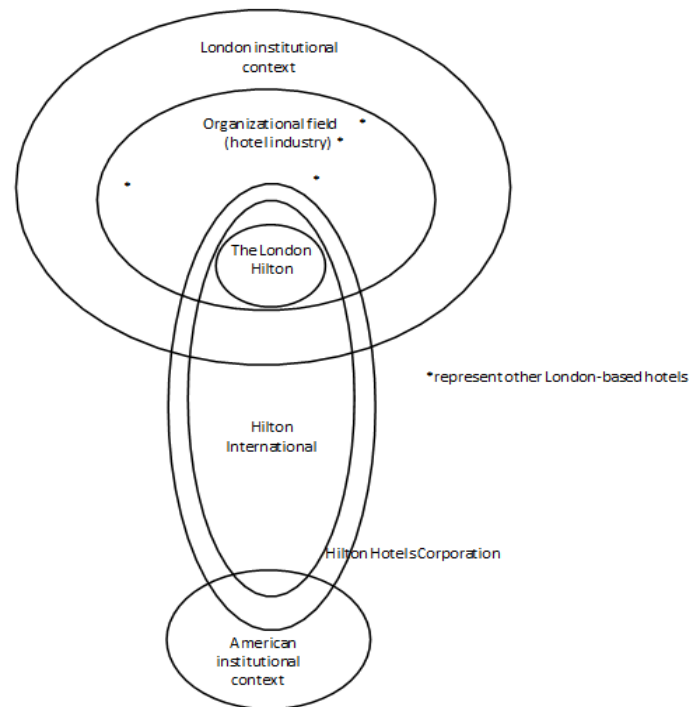 London institutional
context
Organizational field *
(hotel industry) *
* *
The London
Hilton
*represent other London-based hotels
Hilton
International
Hilton Hotels Corporation
American
institutional
context